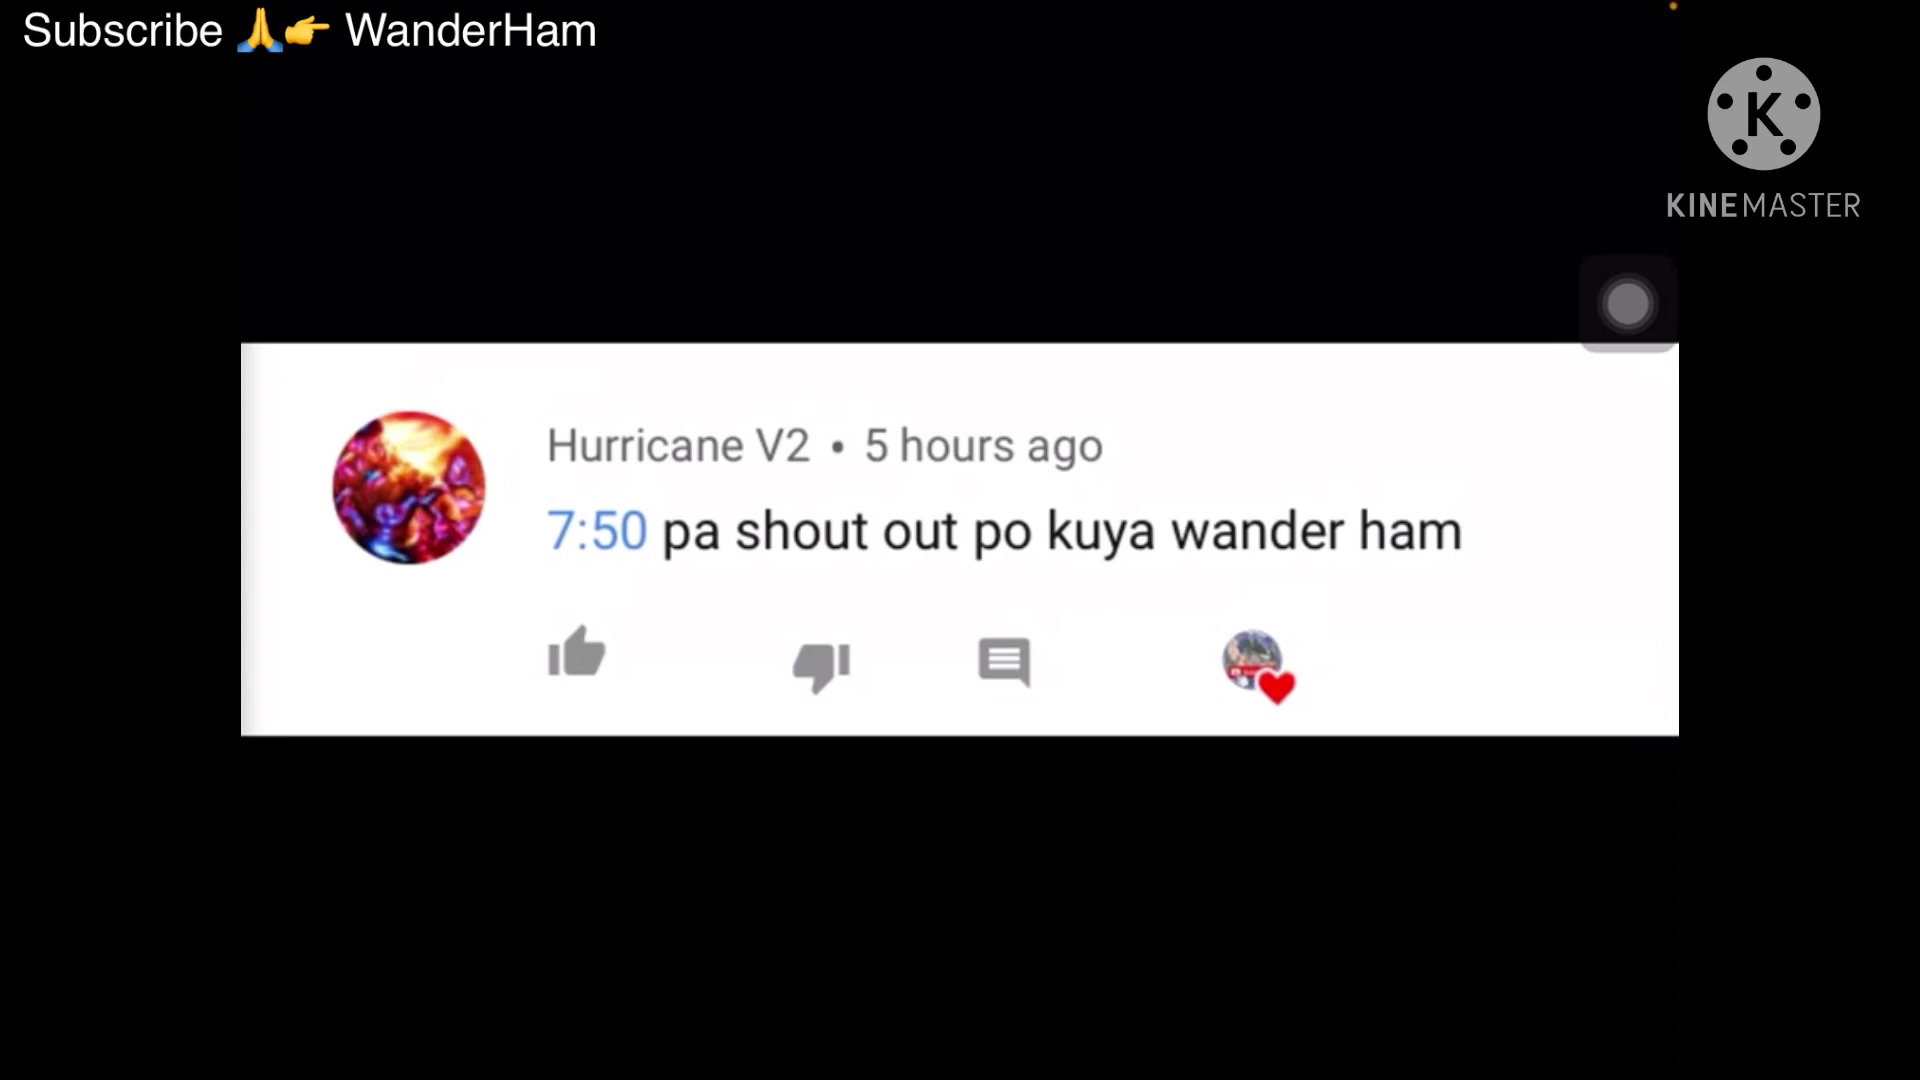 Subscribe 🙏👉 WanderHam
K
KINEMASTER
Hurricane V2 • 5 hours ago
7:50 pa shout out po kuya wander ham